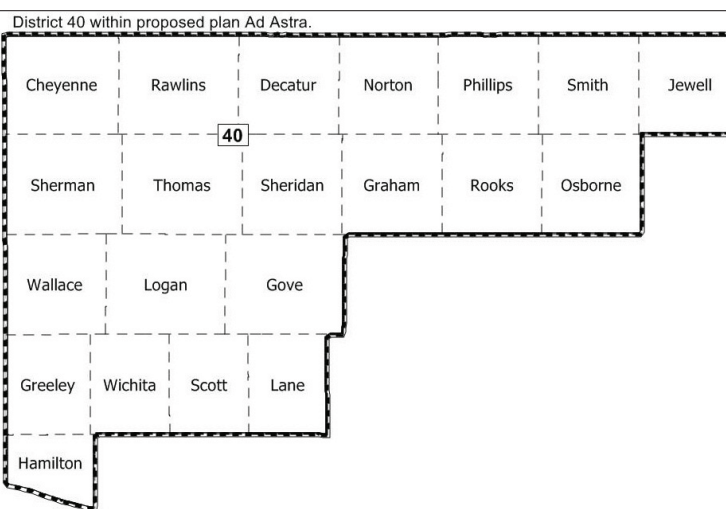 District 40 within proposed plan Ad Astra.
Cheyenne Rawlins Decatur Norton Phillips Smith Jewell
40
Sherman Thomas Sheridan Graham Rooks Osborne
Wallace Logan Gove
Greeley Wichita Scott Lane
Hamilton